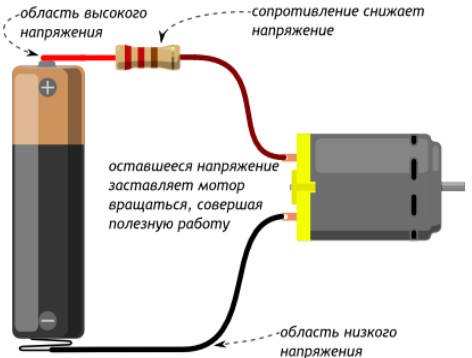 область высокого
напряжения
сопротивление снижает
напряжение
+
оставшееся напряжение
заставляет мотор
вращаться, совершая
полезную работу
−
область низкого
напряжения